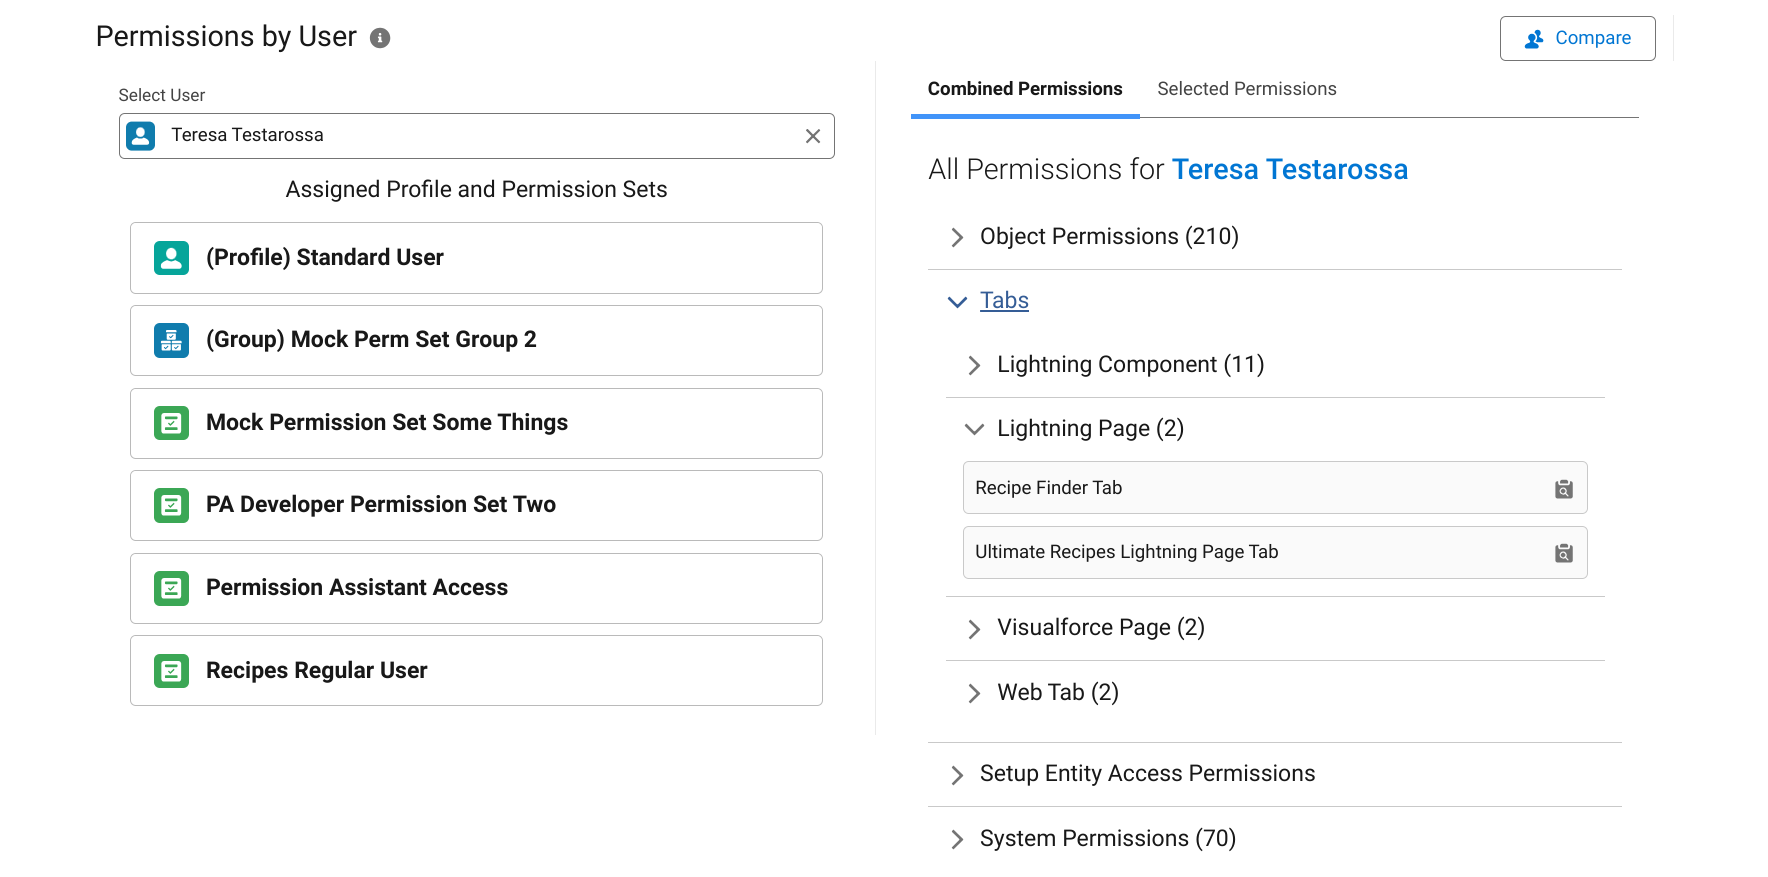 Permissions by User
Compare
Select User
Teresa Testarossa
Assigned Profile and Permission Sets
(Profile) Standard User
(Group) Mock Perm Set Group 2
Mock Permission Set Some Things
PA Developer Permission Set Two
Permission Assistant Access
Recipes Regular User
Combined Permissions
Selected Permissions
All Permissions for Teresa Testarossa
Object Permissions (210)
Tabs
Lightning Component (11)
Lightning Page (2)
Recipe Finder Tab
Ultimate Recipes Lightning Page Tab
Visualforce Page (2)
Web Tab (2)
Setup Entity Access Permissions
System Permissions (70)